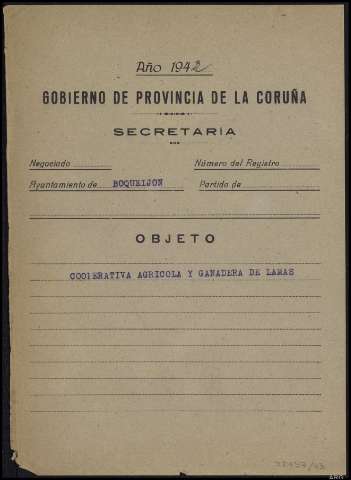 Año 1942
GOBIERNO DE PROVINCIA DE LA CORUÑA
SECRETARÍA
Negociado
Número del Registro
Ayuntamiento de BOQUEIJON Partido de
OBJETO
COOPERATIVA AGRICOLA Y GANADERA DE LAMAS